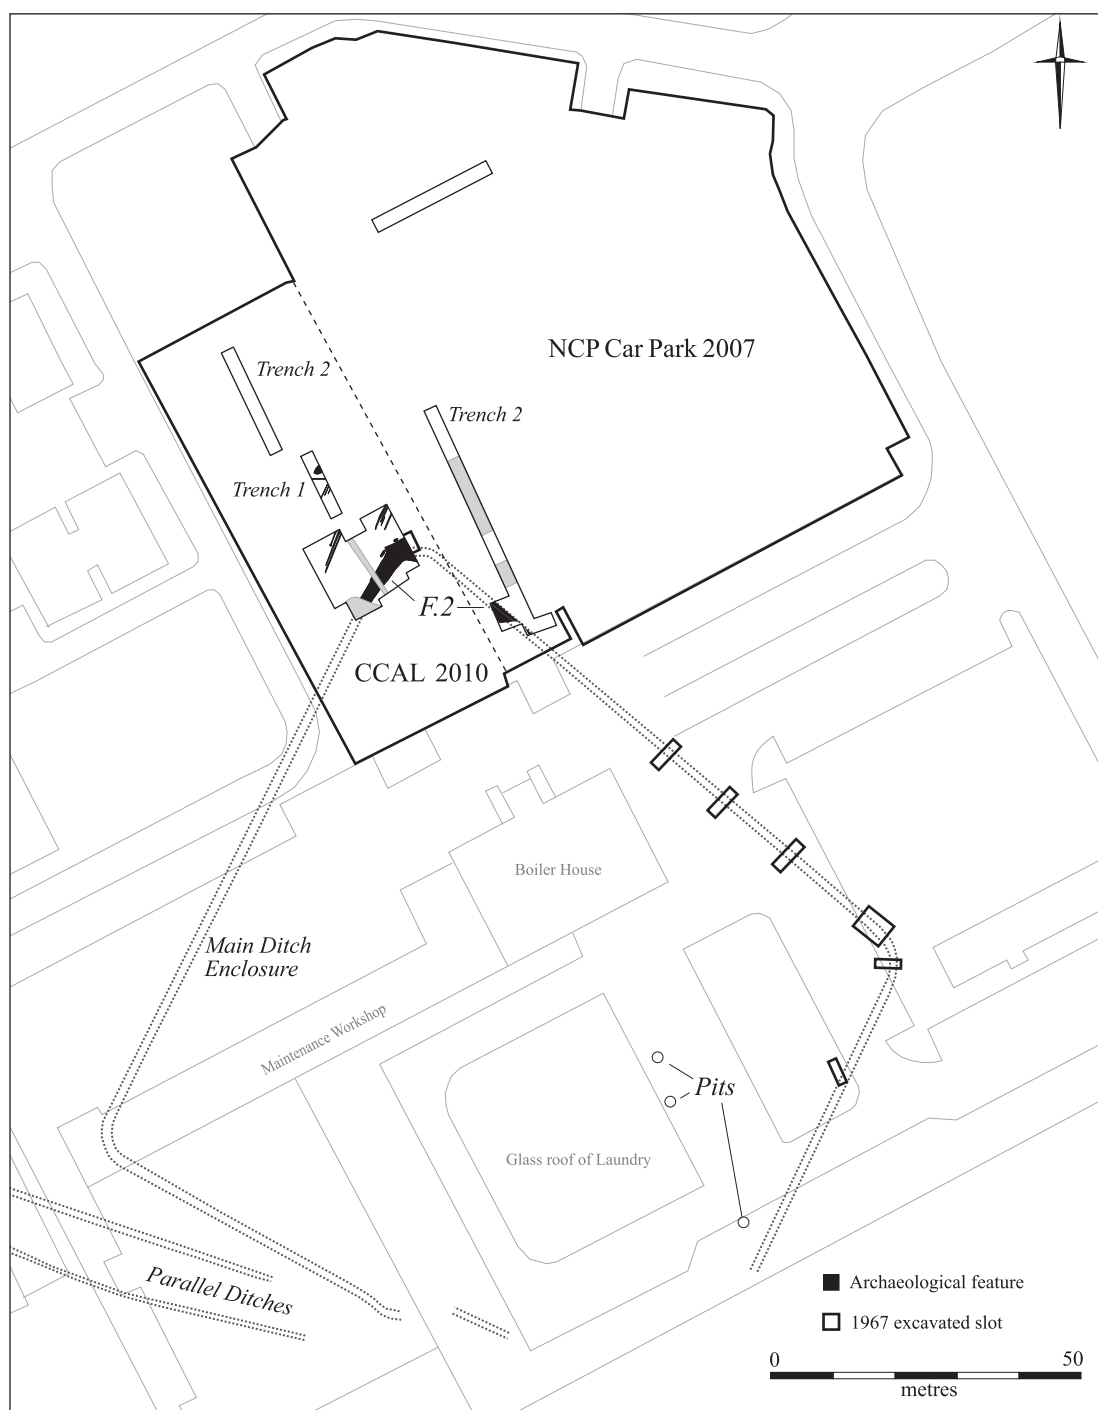 NCP Car Park 2007
Trench 2
Trench 2
Trench 1
F.2
CCAL 2010
Boiler House
Main Ditch
Enclosure
Maintenance Workshop
Pits
Glass roof of Laundry
Parallel Ditches
Archaeological feature
1967 excavated slot
0 50
metres